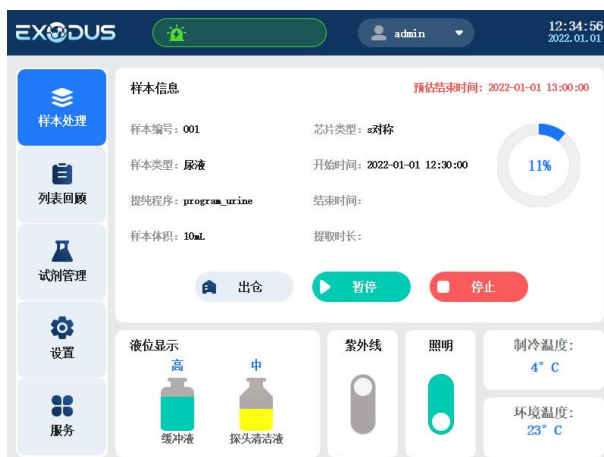 EXODUS
admin
12:34:56
2022.01.01
样本处理
列表回顾
试剂管理
设置
服务
样本信息
预估结束时间：2022-01-01 13:00:00
样本编号：001
芯片类型：s对称
样本类型：尿液
开始时间：2022-01-01 12:30:00
提纯程序：program_urine
结束时间：
样本体积：10mL
提取时长：
11%
出仓
暂停
停止
液位显示
高
中
缓冲液
探头清洁液
紫外线
照明
制冷温度：
4° C
环境温度：
23° C